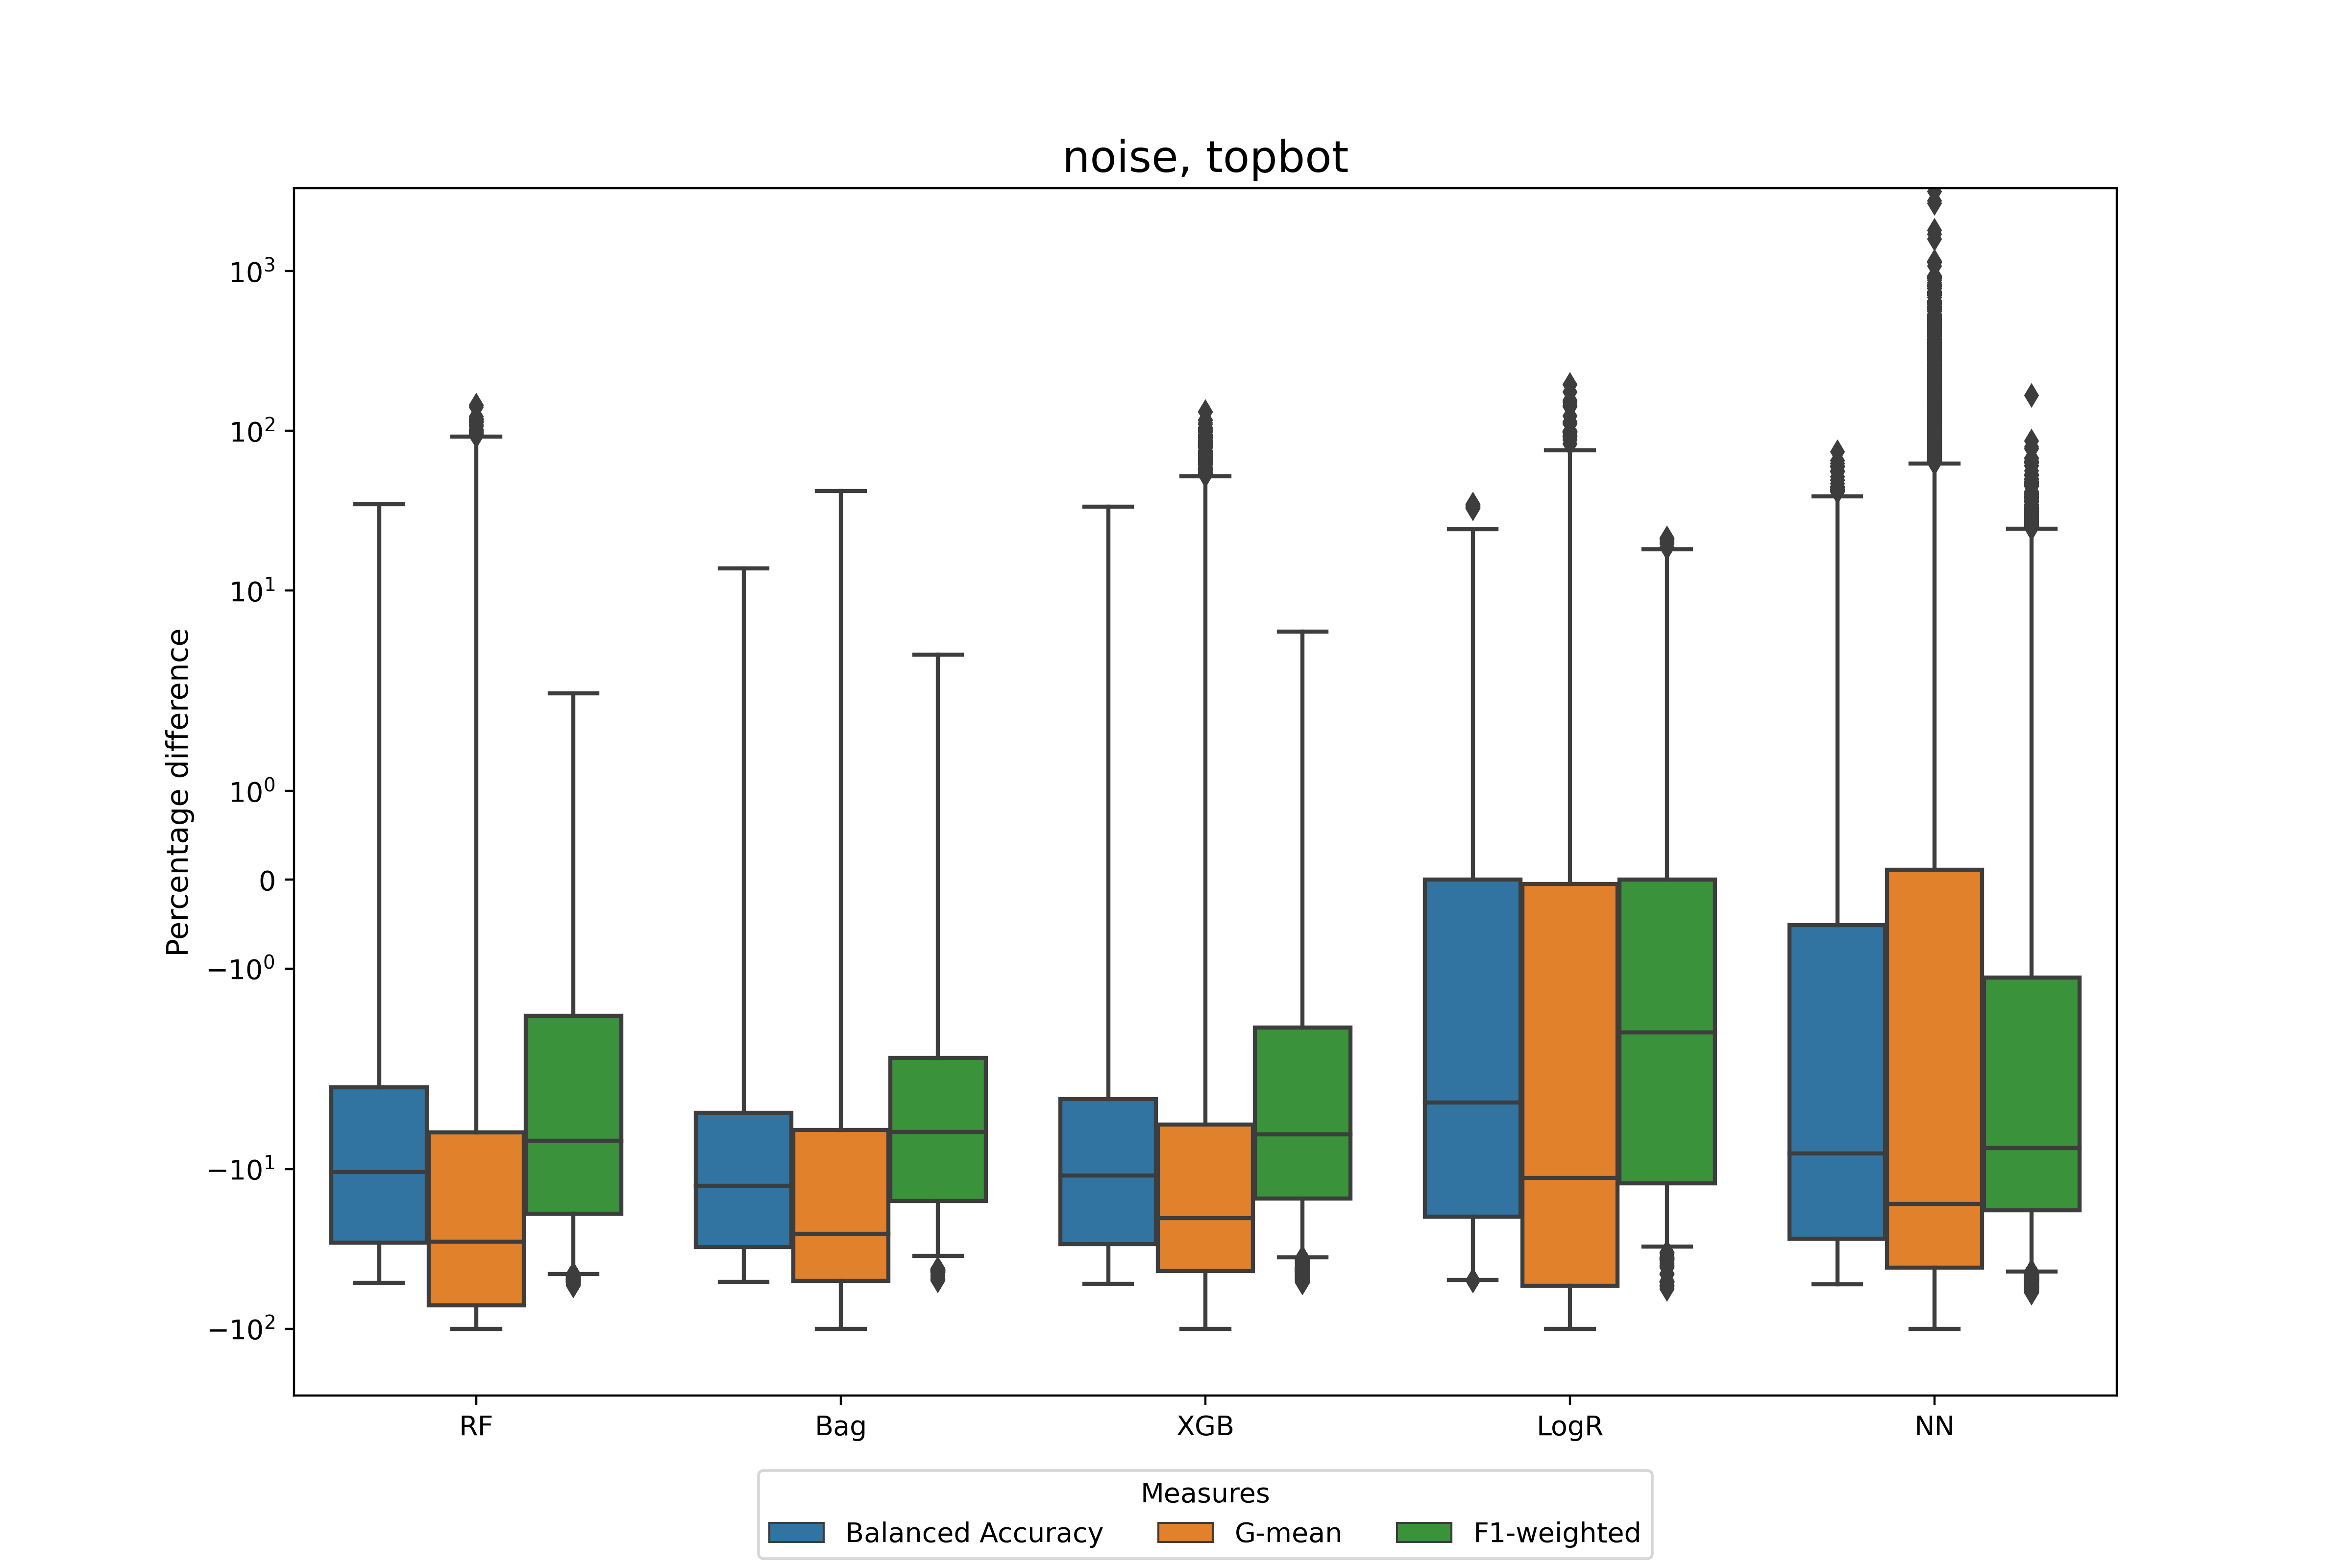 noise, topbot
Percentage difference
10³
10²
10¹
10⁰
0
−10⁰
−10¹
−10²
RF Bag XGB LogR NN
Measures
Balanced Accuracy G-mean F1-weighted